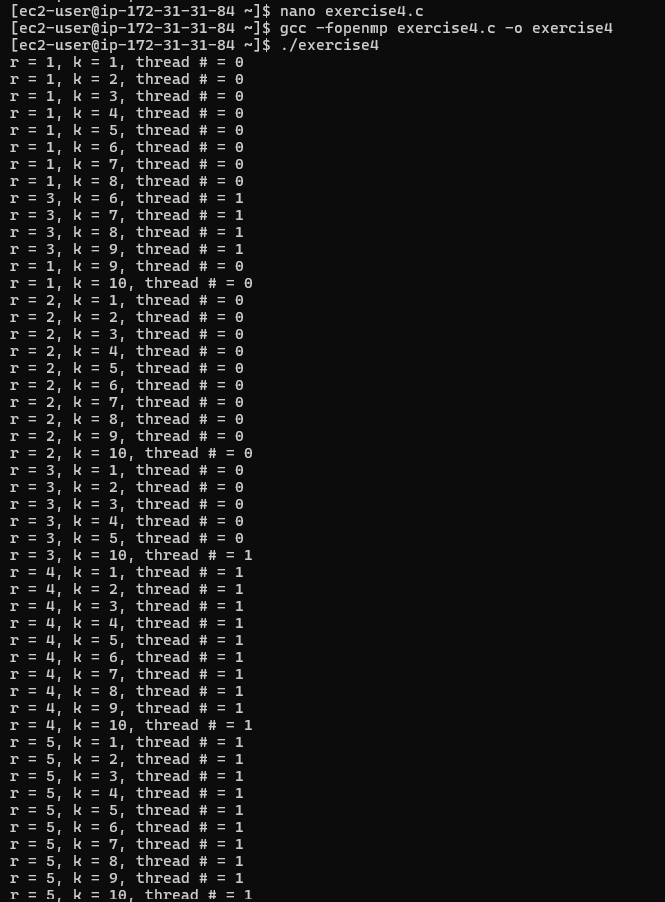 [ec2-user@ip-172-31-31-84 ~]$ nano exercise4.c
[ec2-user@ip-172-31-31-84 ~]$ gcc -fopenmp exercise4.c -o exercise4
[ec2-user@ip-172-31-31-84 ~]$ ./exercise4
r = 1, k = 1, thread # = 0
r = 1, k = 2, thread # = 0
r = 1, k = 3, thread # = 0
r = 1, k = 4, thread # = 0
r = 1, k = 5, thread # = 0
r = 1, k = 6, thread # = 0
r = 1, k = 7, thread # = 0
r = 1, k = 8, thread # = 0
r = 3, k = 6, thread # = 1
r = 3, k = 7, thread # = 1
r = 3, k = 8, thread # = 1
r = 3, k = 9, thread # = 1
r = 1, k = 9, thread # = 0
r = 1, k = 10, thread # = 0
r = 2, k = 1, thread # = 0
r = 2, k = 2, thread # = 0
r = 2, k = 3, thread # = 0
r = 2, k = 4, thread # = 0
r = 2, k = 5, thread # = 0
r = 2, k = 6, thread # = 0
r = 2, k = 7, thread # = 0
r = 2, k = 8, thread # = 0
r = 2, k = 9, thread # = 0
r = 2, k = 10, thread # = 0
r = 3, k = 1, thread # = 0
r = 3, k = 2, thread # = 0
r = 3, k = 3, thread # = 0
r = 3, k = 4, thread # = 0
r = 3, k = 5, thread # = 0
r = 3, k = 10, thread # = 1
r = 4, k = 1, thread # = 1
r = 4, k = 2, thread # = 1
r = 4, k = 3, thread # = 1
r = 4, k = 4, thread # = 1
r = 4, k = 5, thread # = 1
r = 4, k = 6, thread # = 1
r = 4, k = 7, thread # = 1
r = 4, k = 8, thread # = 1
r = 4, k = 9, thread # = 1
r = 4, k = 10, thread # = 1
r = 5, k = 1, thread # = 1
r = 5, k = 2, thread # = 1
r = 5, k = 3, thread # = 1
r = 5, k = 4, thread # = 1
r = 5, k = 5, thread # = 1
r = 5, k = 6, thread # = 1
r = 5, k = 7, thread # = 1
r = 5, k = 8, thread # = 1
r = 5, k = 9, thread # = 1
r = 5, k = 10, thread # = 1